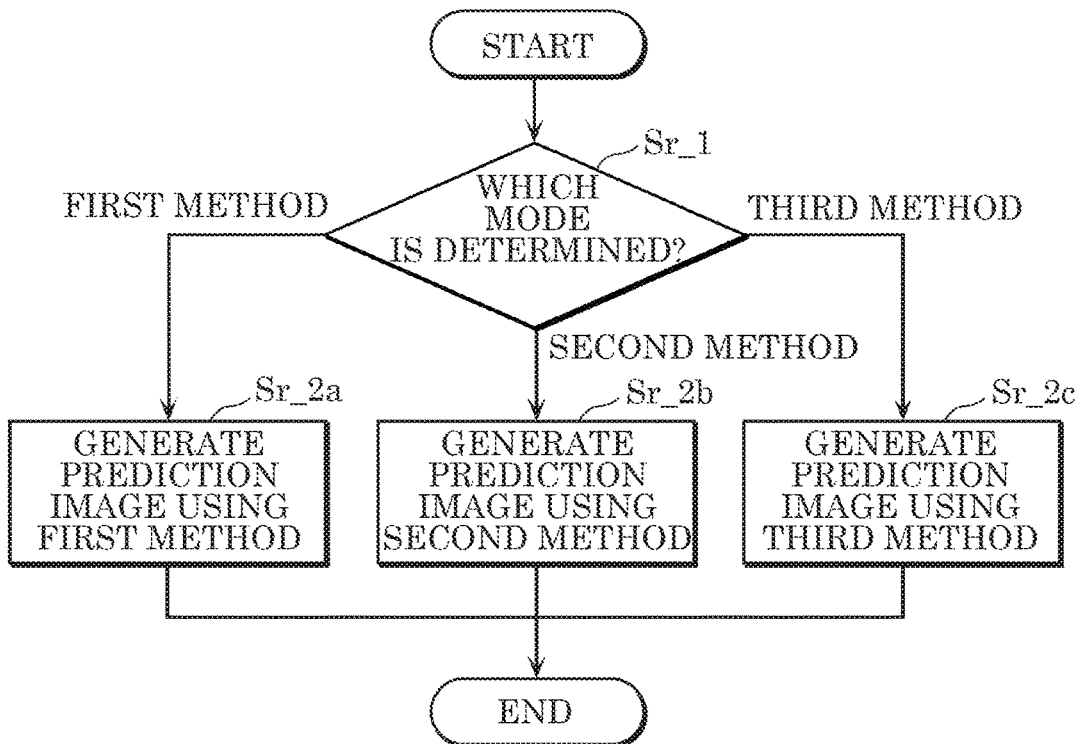 START
Sr_1
WHICH
MODE
IS DETERMINED?
FIRST METHOD
THIRD METHOD
SECOND METHOD
Sr_2a
GENERATE
PREDICTION
IMAGE USING
FIRST METHOD
Sr_2b
GENERATE
PREDICTION
IMAGE USING
SECOND METHOD
Sr_2c
GENERATE
PREDICTION
IMAGE USING
THIRD METHOD
END